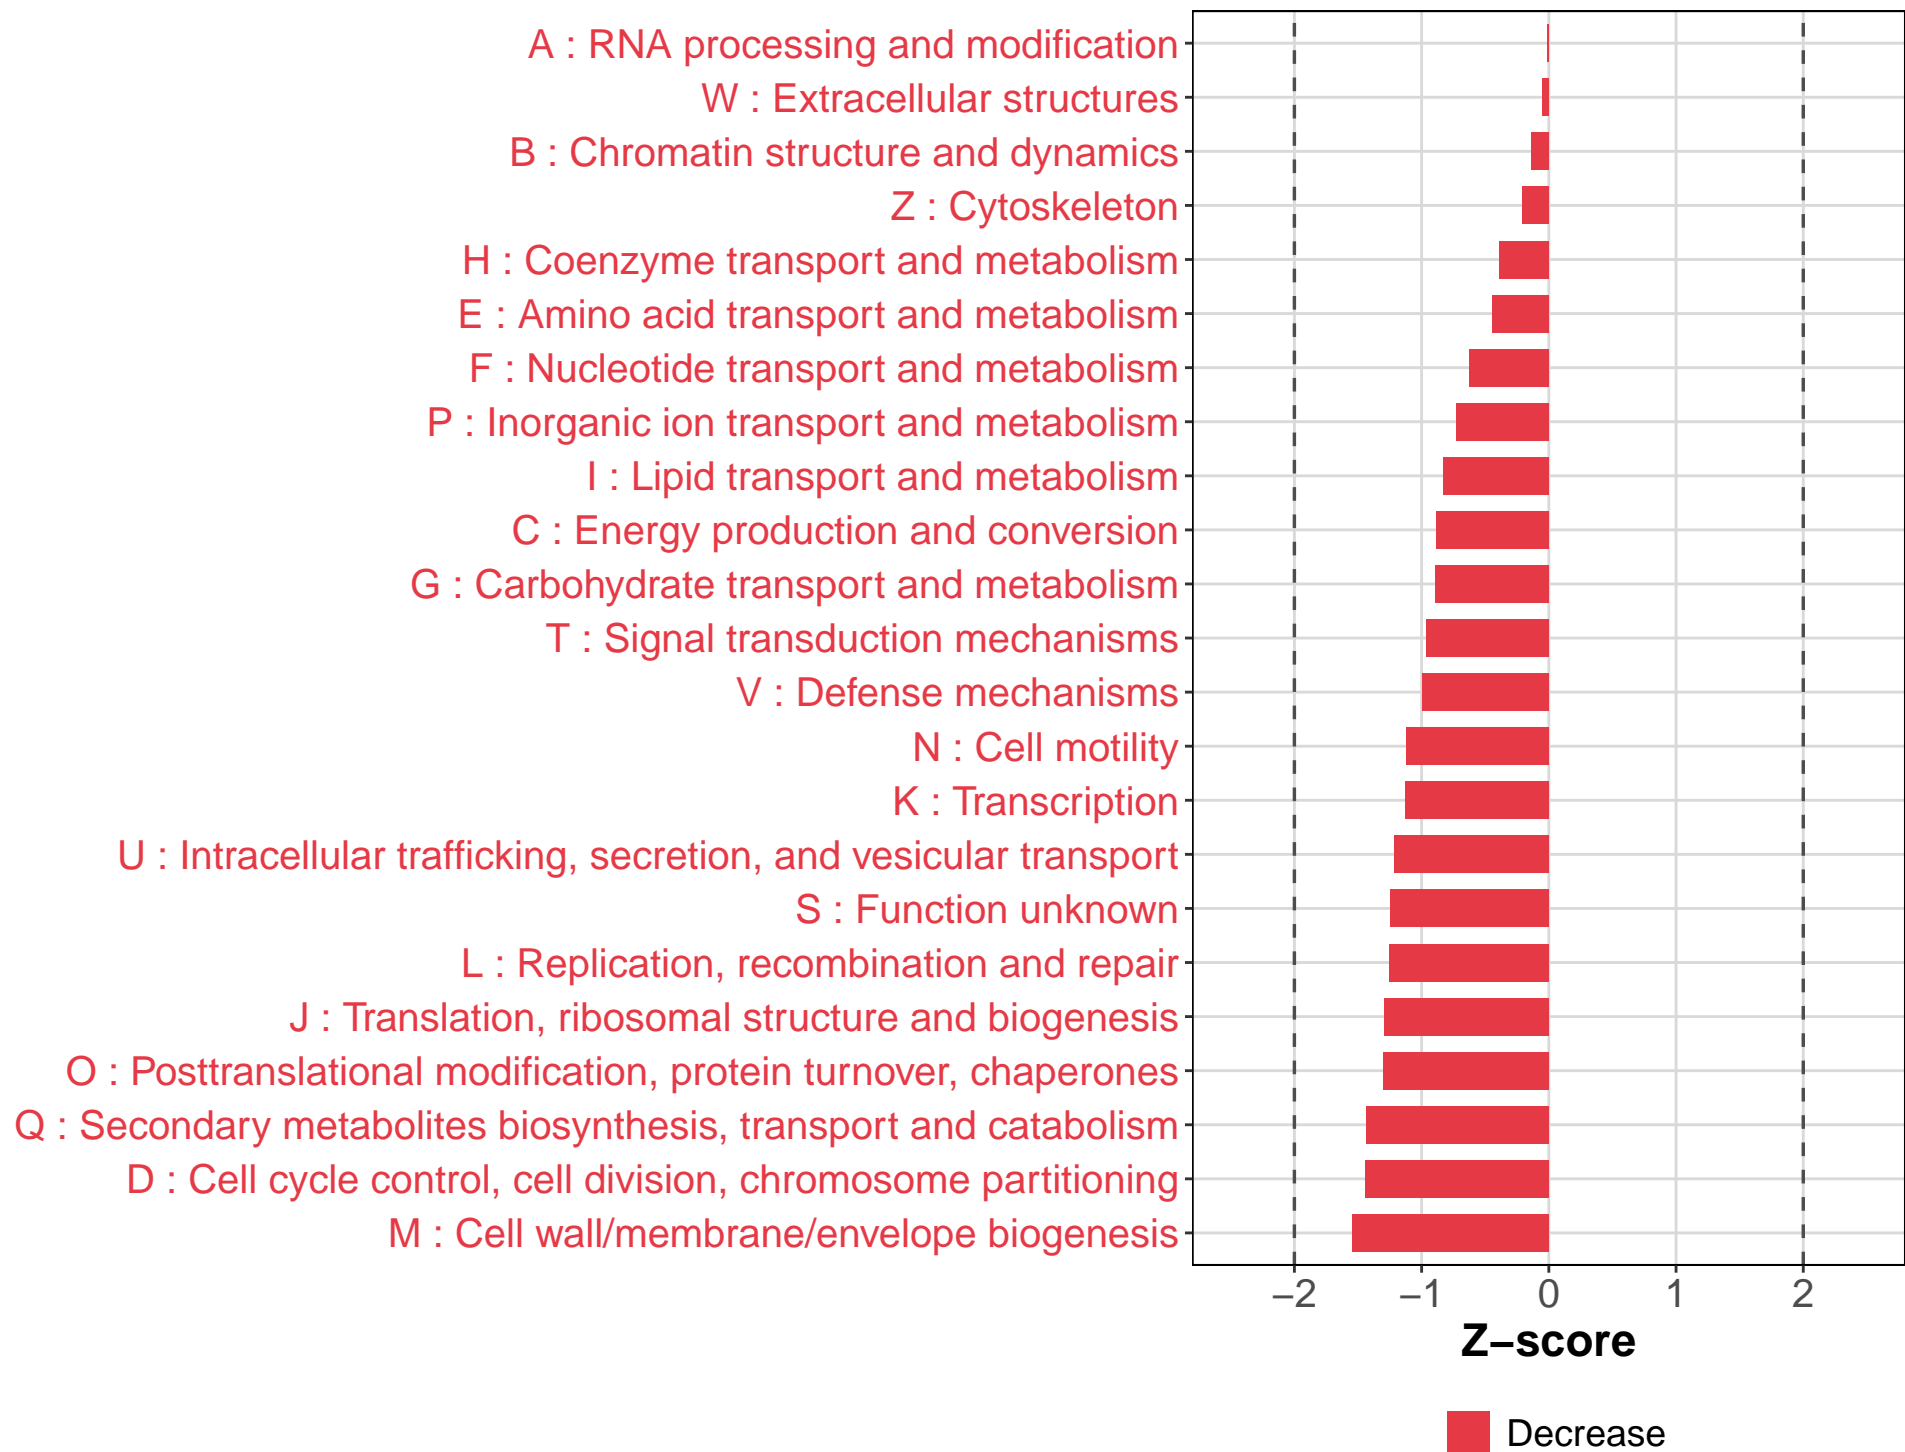 A : RNA processing and modification
W : Extracellular structures
B : Chromatin structure and dynamics
Z : Cytoskeleton
H : Coenzyme transport and metabolism
E : Amino acid transport and metabolism
F : Nucleotide transport and metabolism
P : Inorganic ion transport and metabolism
I : Lipid transport and metabolism
C : Energy production and conversion
G : Carbohydrate transport and metabolism
T : Signal transduction mechanisms
V : Defense mechanisms
N : Cell motility
K : Transcription
U : Intracellular trafficking, secretion, and vesicular transport
S : Function unknown
L : Replication, recombination and repair
J : Translation, ribosomal structure and biogenesis
O : Posttranslational modification, protein turnover, chaperones
Q : Secondary metabolites biosynthesis, transport and catabolism
D : Cell cycle control, cell division, chromosome partitioning
M : Cell wall/membrane/envelope biogenesis
−2 −1 0 1 2
Z−score
Decrease